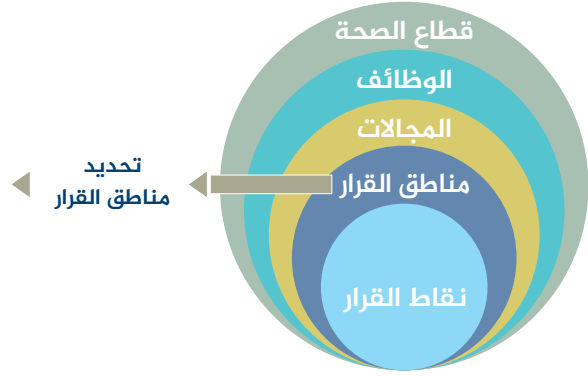 قطاع الصحة
الوظائف
المجالات
مناطق القرار
نقاط القرار
تحديد
مناطق القرار